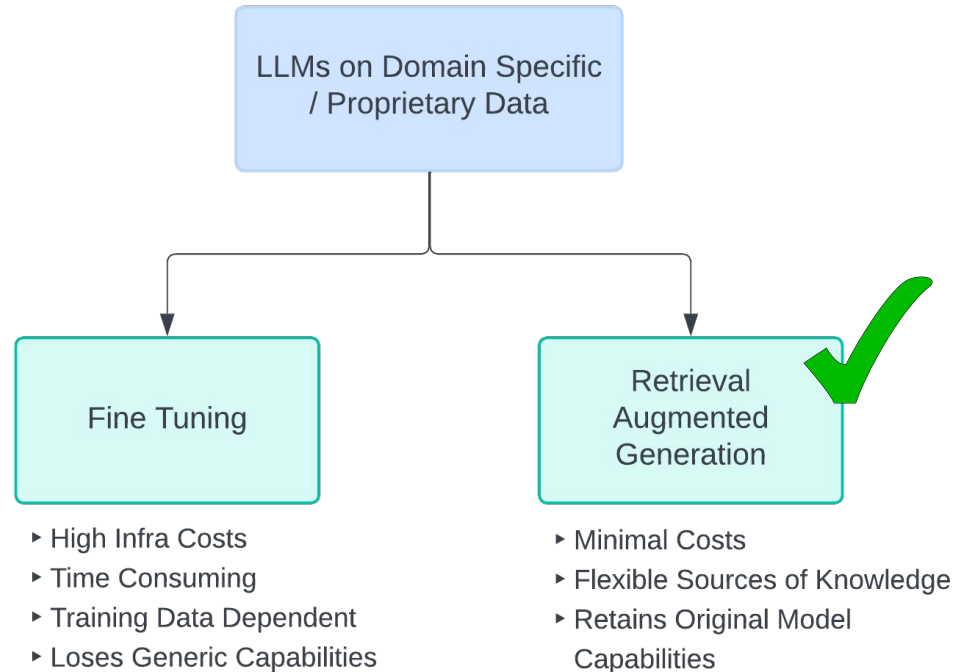 LLMs on Domain Specific
/ Proprietary Data
Fine Tuning
‣ High Infra Costs
‣ Time Consuming
‣ Training Data Dependent
‣ Loses Generic Capabilities
Retrieval
Augmented
Generation
‣ Minimal Costs
‣ Flexible Sources of Knowledge
‣ Retains Original Model
Capabilities